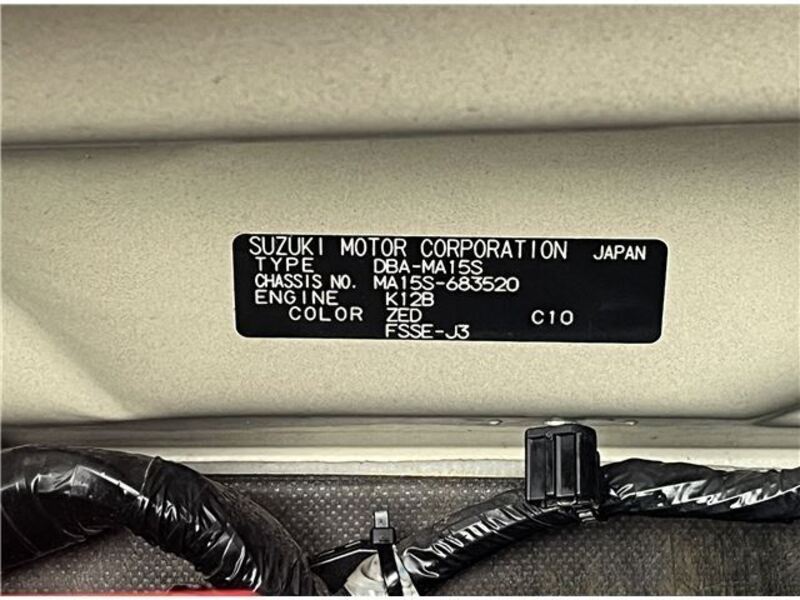 SUZUKI MOTOR CORPORATION JAPAN
TYPE DBA-MA15S
CHASSIS NO. MA15S-683520
ENGINE K12B
COLOR ZED C10
FSSE-J3